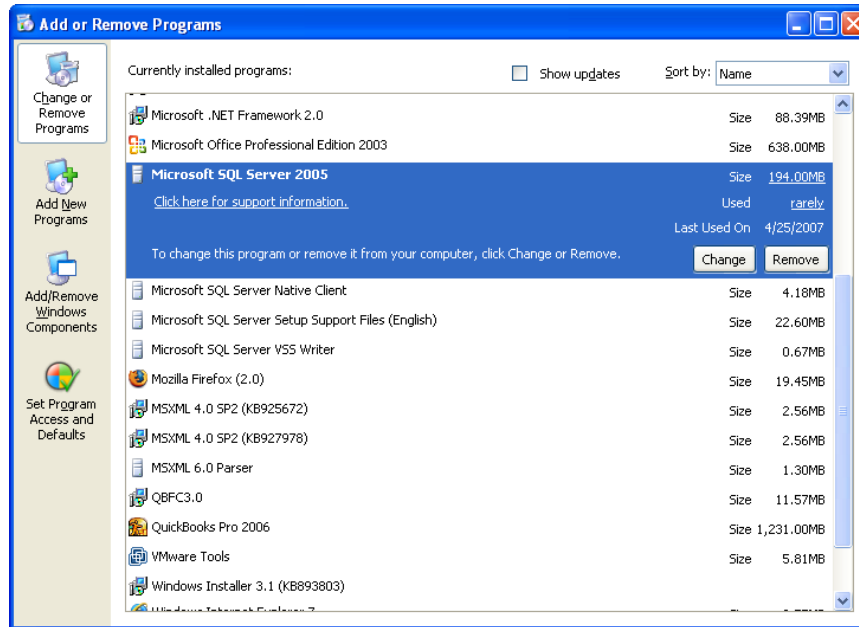 Add or Remove Programs
Change or
Remove
Programs
Add New
Programs
Add/Remove
Windows
Components
Set Program
Access and
Defaults
Currently installed programs:
Show updates
Sort by: Name
Microsoft .NET Framework 2.0 Size 88.39MB
Microsoft Office Professional Edition 2003 Size 638.00MB
Microsoft SQL Server 2005 Size 194.00MB
Click here for support information. Used rarely
Last Used On 4/25/2007
To change this program or remove it from your computer, click Change or Remove. Change Remove
Microsoft SQL Server Native Client Size 4.18MB
Microsoft SQL Server Setup Support Files (English) Size 22.60MB
Microsoft SQL Server VSS Writer Size 0.67MB
Mozilla Firefox (2.0) Size 19.45MB
MSXML 4.0 SP2 (KB925672) Size 2.56MB
MSXML 4.0 SP2 (KB927978) Size 2.56MB
MSXML 6.0 Parser Size 1.30MB
QBFC3.0 Size 11.57MB
QuickBooks Pro 2006 Size 1,231.00MB
VMware Tools Size 5.81MB
Windows Installer 3.1 (KB893803)
Windows Internet Explorer 7